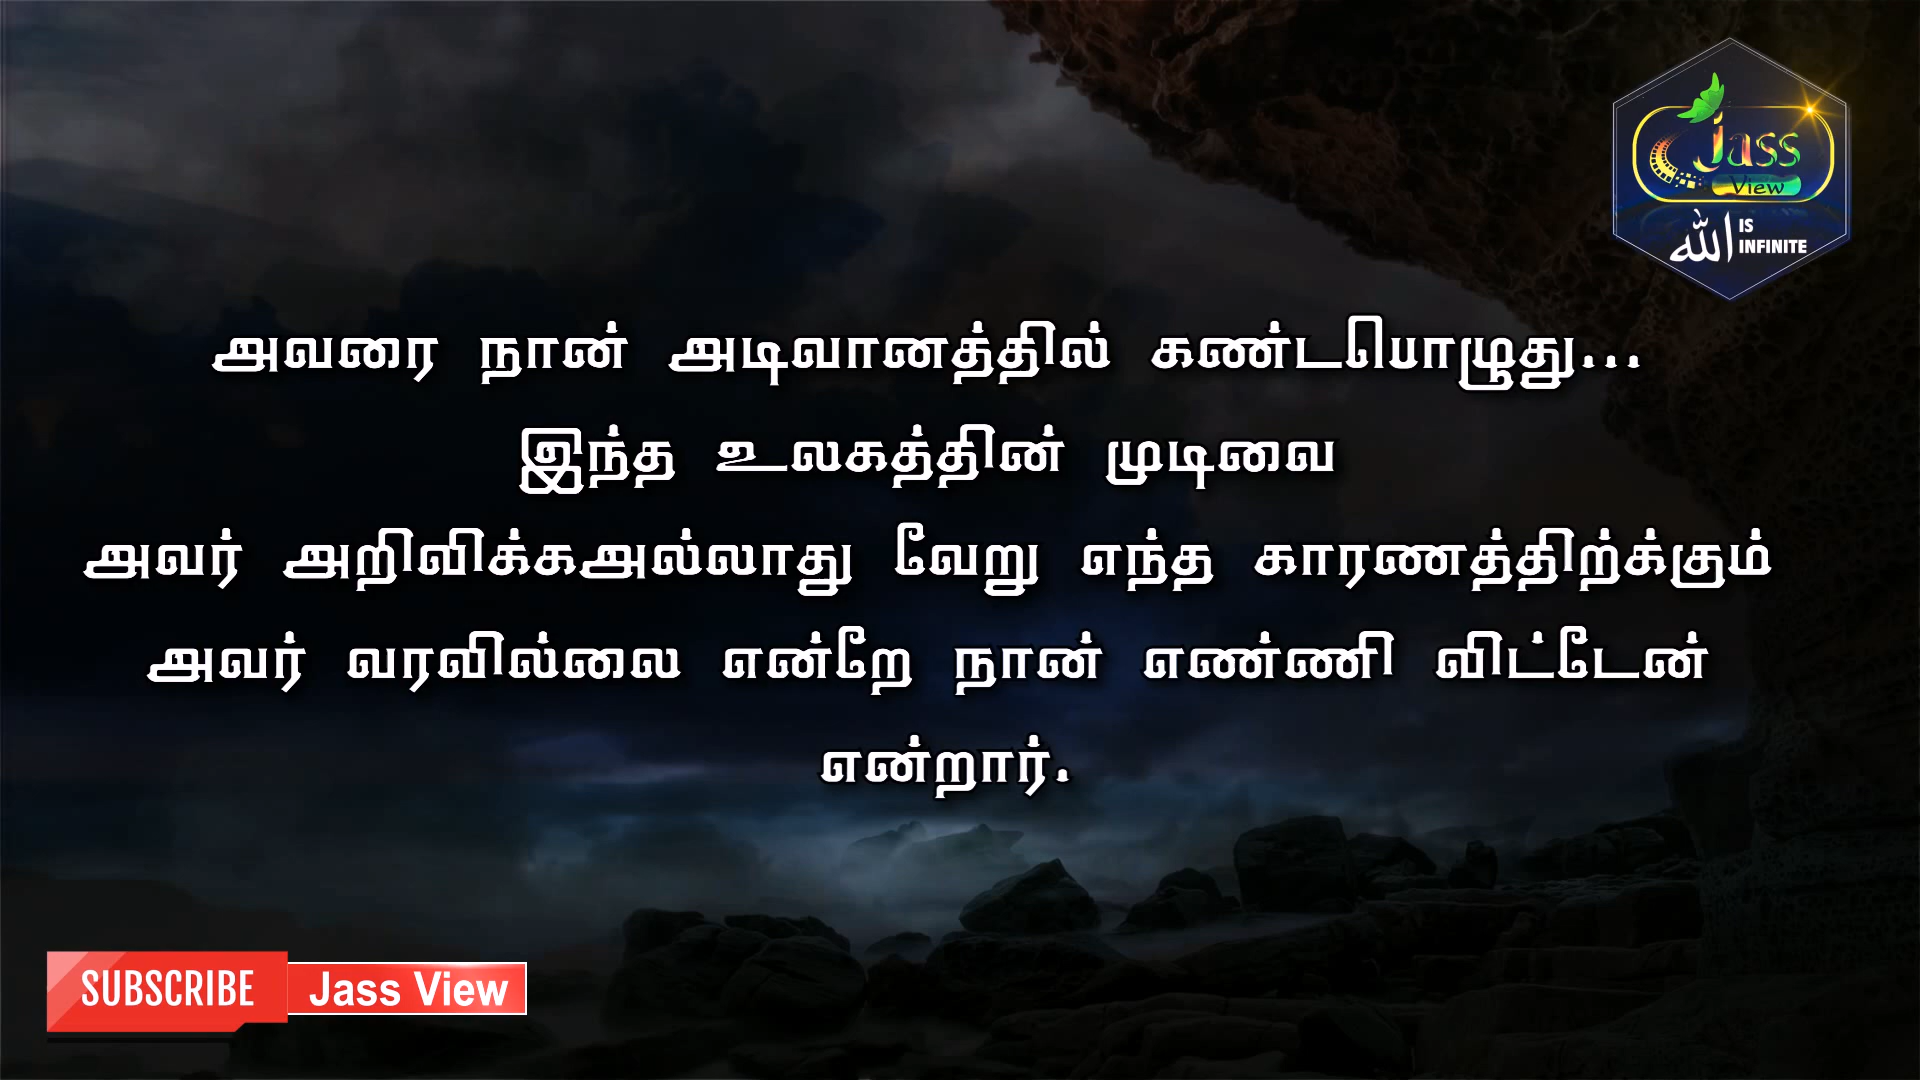 Jass
View
الله IS
INFINITE
அவரை நான் அடிவானத்தில் கண்டபொழுது...
இந்த உலகத்தின் முடிவை
அவர் அறிவிக்கஅல்லாது வேறு எந்த காரணத்திற்க்கும்
அவர் வரவில்லை என்றே நான் எண்ணி விட்டேன்
என்றார்.
SUBSCRIBE Jass View